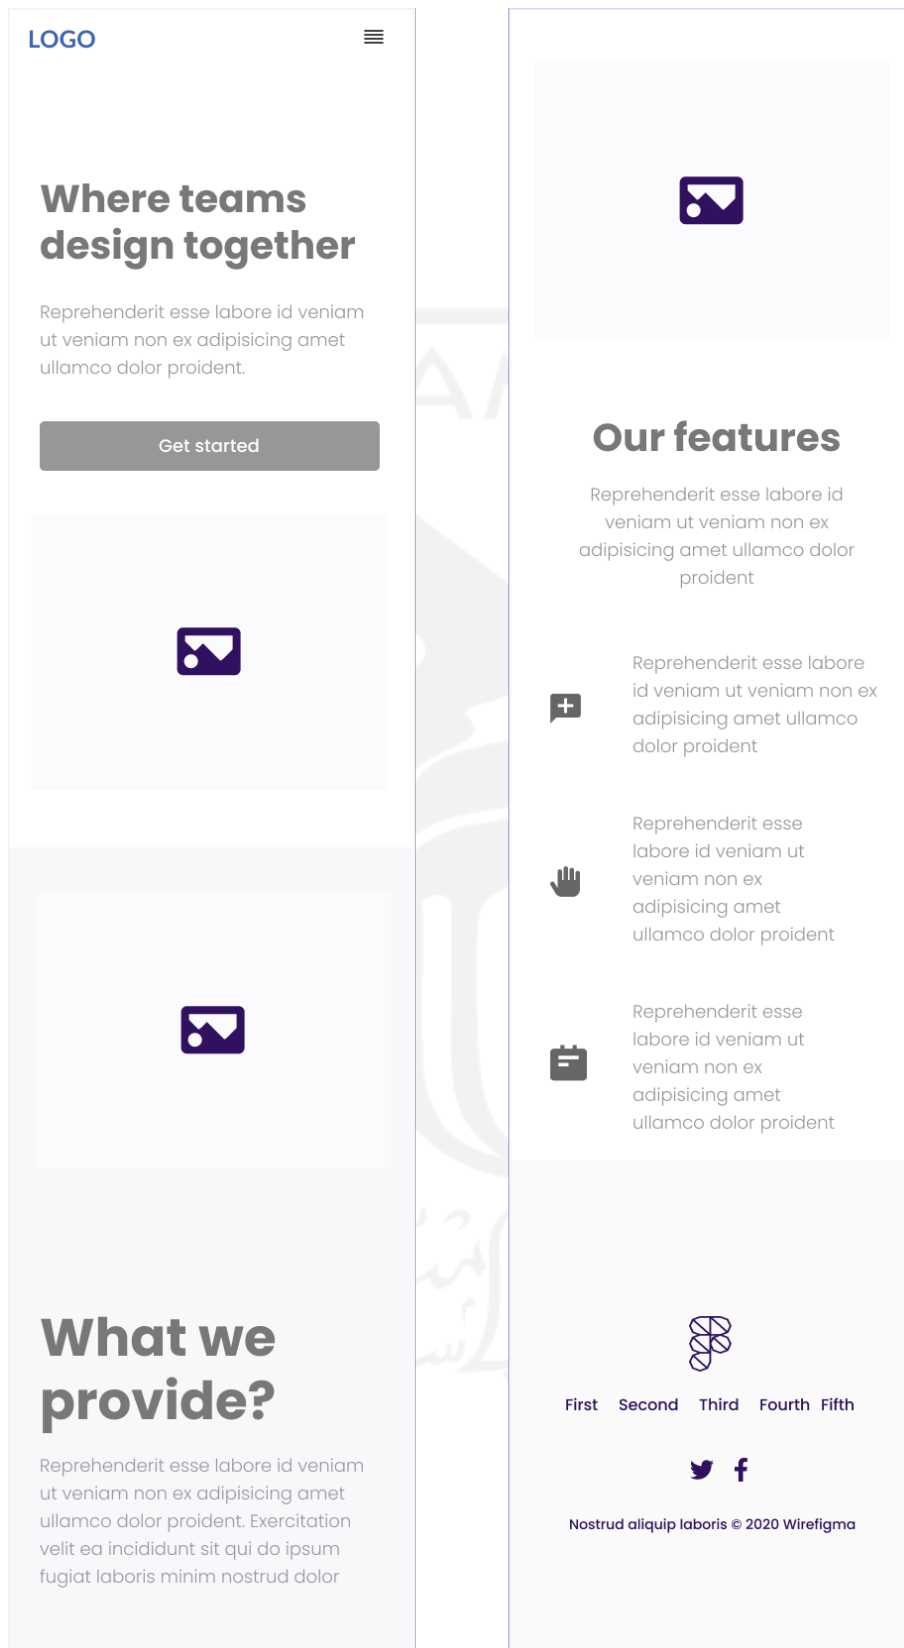 LOGO
Where teams
design together
Reprehenderit esse labore id veniam
ut veniam non ex adipisicing amet
ullamco dolor proident.
Get started
What we
provide?
Reprehenderit esse labore id veniam
ut veniam non ex adipisicing amet
ullamco dolor proident. Exercitation
velit ea incididunt sit qui do ipsum
fugiat laboris minim nostrud dolor
Our features
Reprehenderit esse labore id
veniam ut veniam non ex
adipisicing amet ullamco dolor
proident
Reprehenderit esse labore
id veniam ut veniam non ex
adipisicing amet ullamco
dolor proident
Reprehenderit esse
labore id veniam ut
veniam non ex
adipisicing amet
ullamco dolor proident
Reprehenderit esse
labore id veniam ut
veniam non ex
adipisicing amet
ullamco dolor proident
First Second Third Fourth Fifth
Nostrud aliquip laboris © 2020 Wirefigma